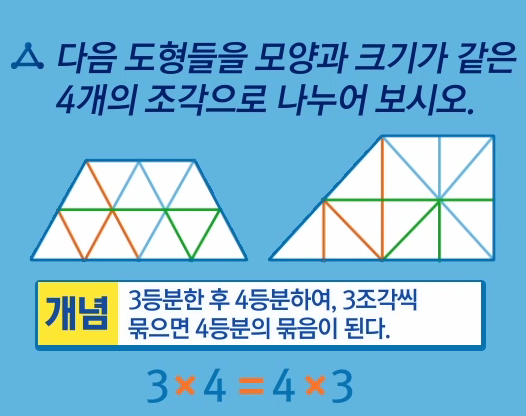 다음 도형들을 모양과 크기가 같은
4개의 조각으로 나누어 보시오.
개념
3등분한 후 4등분하여, 3조각씩
묶으면 4등분의 묶음이 된다.
3×4=4×3